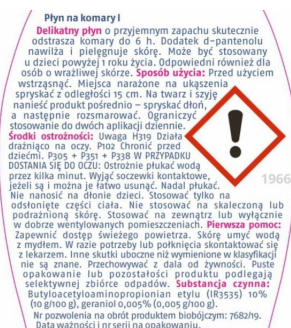 Płyn na komary I
Delikatny płyn o przyjemnym zapachu skutecznie
odstrasza komary do 6 h. Dodatek d-pantenolu
nawilża i pielęgnuje skórę. Może być stosowany
u dzieci powyżej 1 roku życia. Odpowiedni również dla
osób o wrażliwej skórze. Sposób użycia: Przed użyciem
wstrząsnąć. Miejsca narażone na ukąszenia
spryskać z odległości 15 cm. Na twarz i szyję
nanieść produkt pośrednio – spryskać dłoń,
a następnie rozsmarować. Ograniczyć
stosowanie do dwóch aplikacji dziennie.
Środki ostrożności: Uwaga H319 Działa
drażniąco na oczy. P102 Chronić przed
dziećmi. P305 + P351 + P338 W PRZYPADKU
DOSTANIA SIĘ DO OCZU: Ostrożnie płukać wodą
przez kilka minut. Wyjąć soczewki kontaktowe,
jeżeli są i można je łatwo usunąć. Nadal płukać.
Nie nanosić na dłonie dzieci. Stosować tylko na
odsłonięte części ciała. Nie stosować na skaleczoną lub
podrażnioną skórę. Stosować na zewnątrz lub wyłącznie
w dobrze wentylowanych pomieszczeniach. Pierwsza pomoc:
Zapewnić dostęp świeżego powietrza. Skórę umyć wodą
z mydłem. W razie potrzeby lub połknięcia skontaktować się
z lekarzem. Inne skutki uboczne niż wymienione w klasyfikacji
nie są znane. Przechowywać z dala od żywności. Puste
opakowanie lub pozostałości produktu podlegają
selektywnej zbiórce odpadów. Substancja czynna:
Butyloacetyloaminopropionian etylu (IR3535) 10%
(10 g/100 g), geraniol 0,005% (0,005 g/100 g).
Nr pozwolenia na obrót produktem biobójczym: 7682/19.
Data ważności i nr serii na opakowaniu.
1966